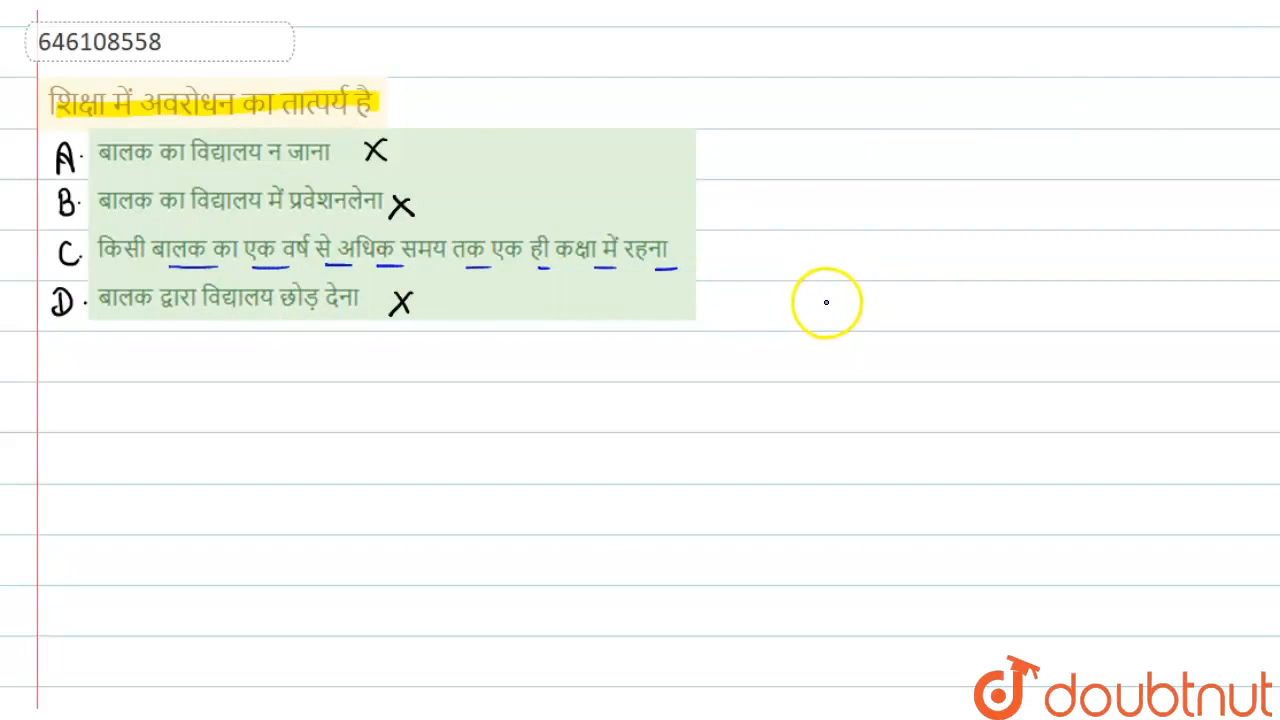 646108558
शिक्षा में अवरोधन का तात्पर्य है
A. बालक का विद्यालय न जाना X
B. बालक का विद्यालय में प्रवेशनलेना X
C. किसी बालक का एक वर्ष से अधिक समय तक एक ही कक्षा में रहना
D. बालक द्वारा विद्यालय छोड़ देना X
doubtnut